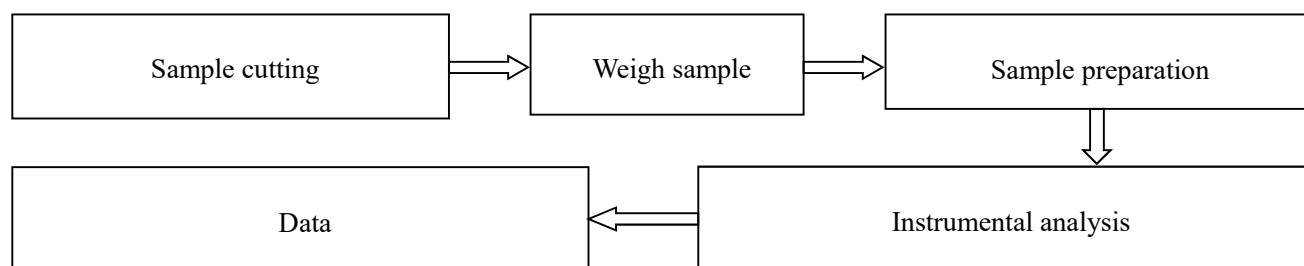 Sample cutting
Weigh sample
Sample preparation
Instrumental analysis
Data